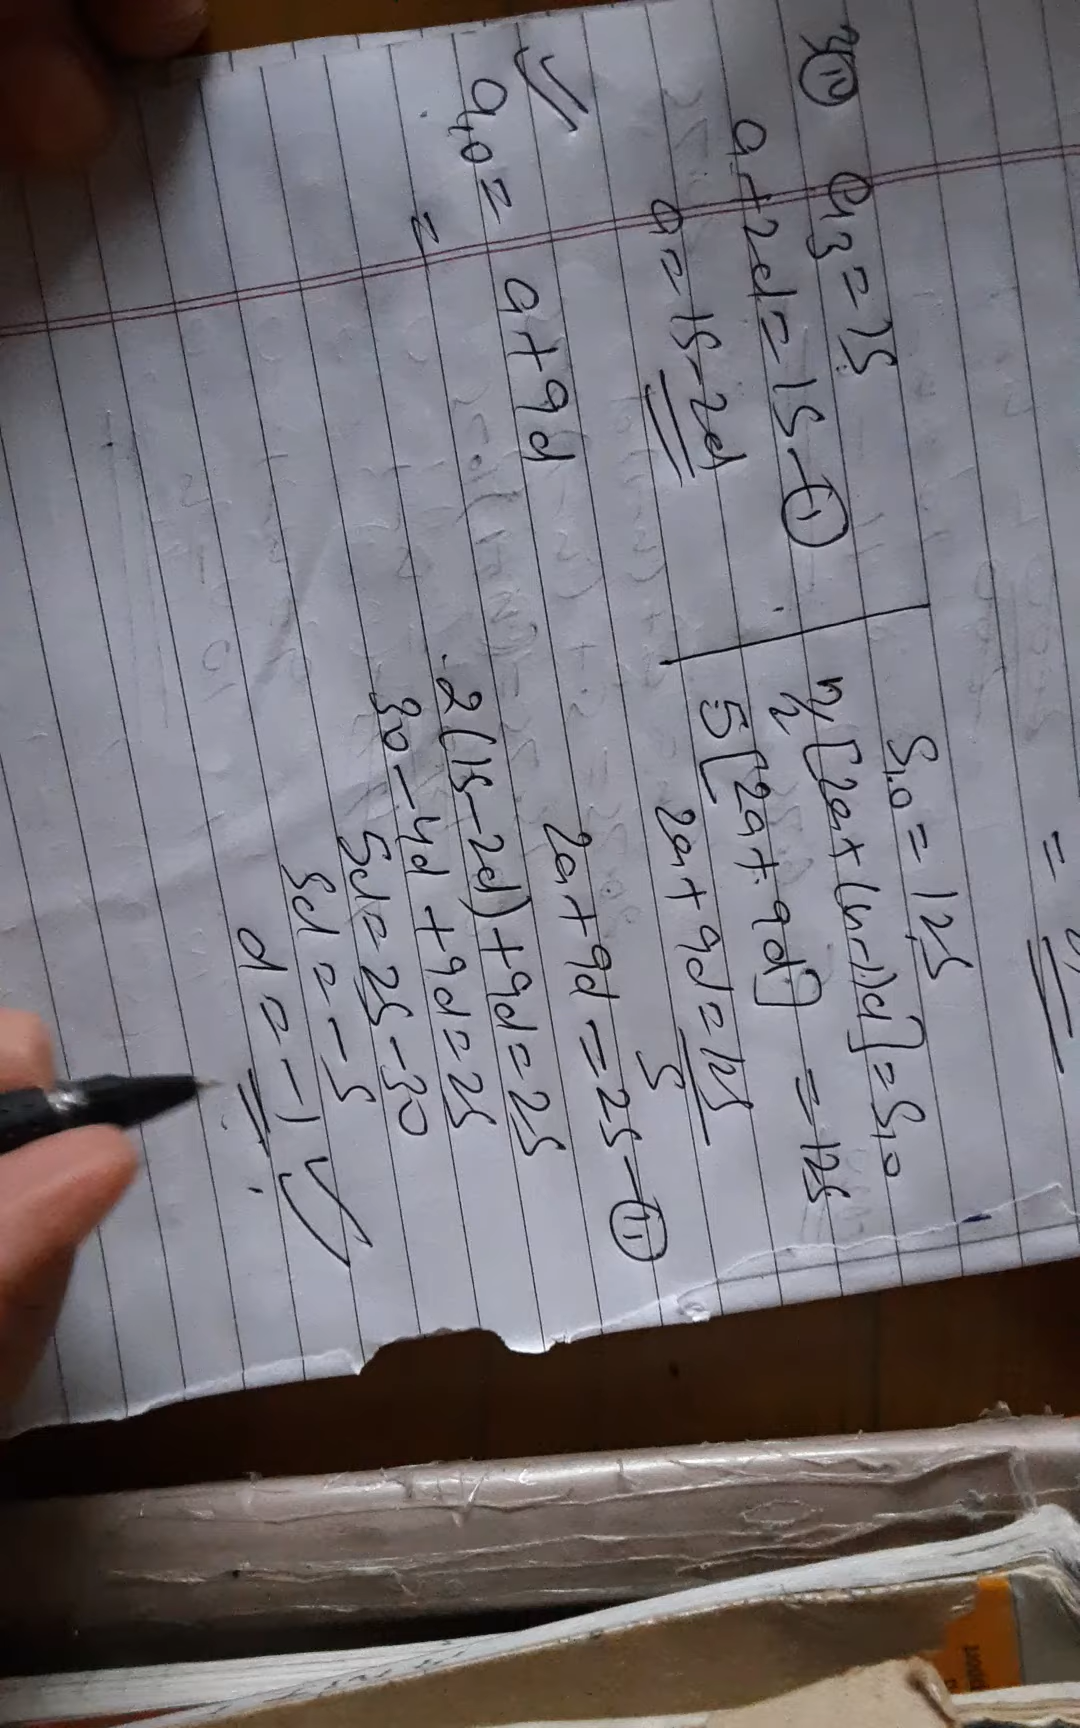 3) iv) a₃ = 15
a + 2d = 15 - (i)
a = 15 - 2d
S₁₀ = 125
n/2 [2a + (n-1)d] = S₁₀
5 [2a + 9d] = 125
2a + 9d = 125/5
2a + 9d = 25 - (ii)
2(15 - 2d) + 9d = 25
30 - 4d + 9d = 25
5d = 25 - 30
5d = -5
d = -1
a₁₀ = a + 9d
=
=